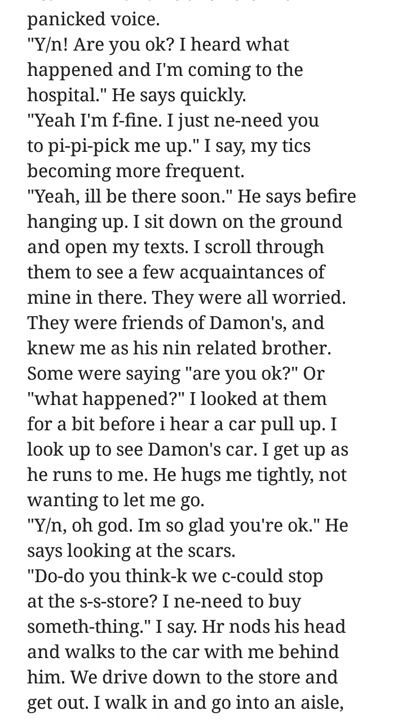 panicked voice.
"Y/n! Are you ok? I heard what
happened and I'm coming to the
hospital." He says quickly.
"Yeah I'm f-fine. I just ne-need you
to pi-pi-pick me up." I say, my tics
becoming more frequent.
"Yeah, ill be there soon." He says befire
hanging up. I sit down on the ground
and open my texts. I scroll through
them to see a few acquaintances of
mine in there. They were all worried.
They were friends of Damon's, and
knew me as his nin related brother.
Some were saying "are you ok?" Or
"what happened?" I looked at them
for a bit before i hear a car pull up. I
look up to see Damon's car. I get up as
he runs to me. He hugs me tightly, not
wanting to let me go.
"Y/n, oh god. Im so glad you're ok." He
says looking at the scars.
"Do-do you think-k we c-could stop
at the s-s-store? I ne-need to buy
someth-thing." I say. Hr nods his head
and walks to the car with me behind
him. We drive down to the store and
get out. I walk in and go into an aisle,